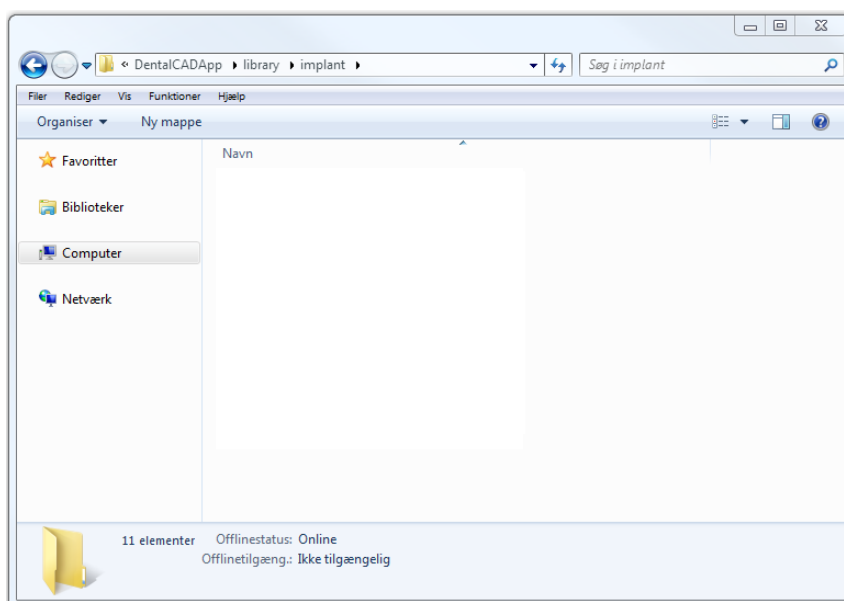 « DentalCADApp library implant Søg i implant
Filer Rediger Vis Funktioner Hjælp
Organiser Ny mappe
Favoritter Navn
Biblioteker
Computer
Netværk
11 elementer Offlinestatus: Online
Offlinetilgæng.: Ikke tilgængelig